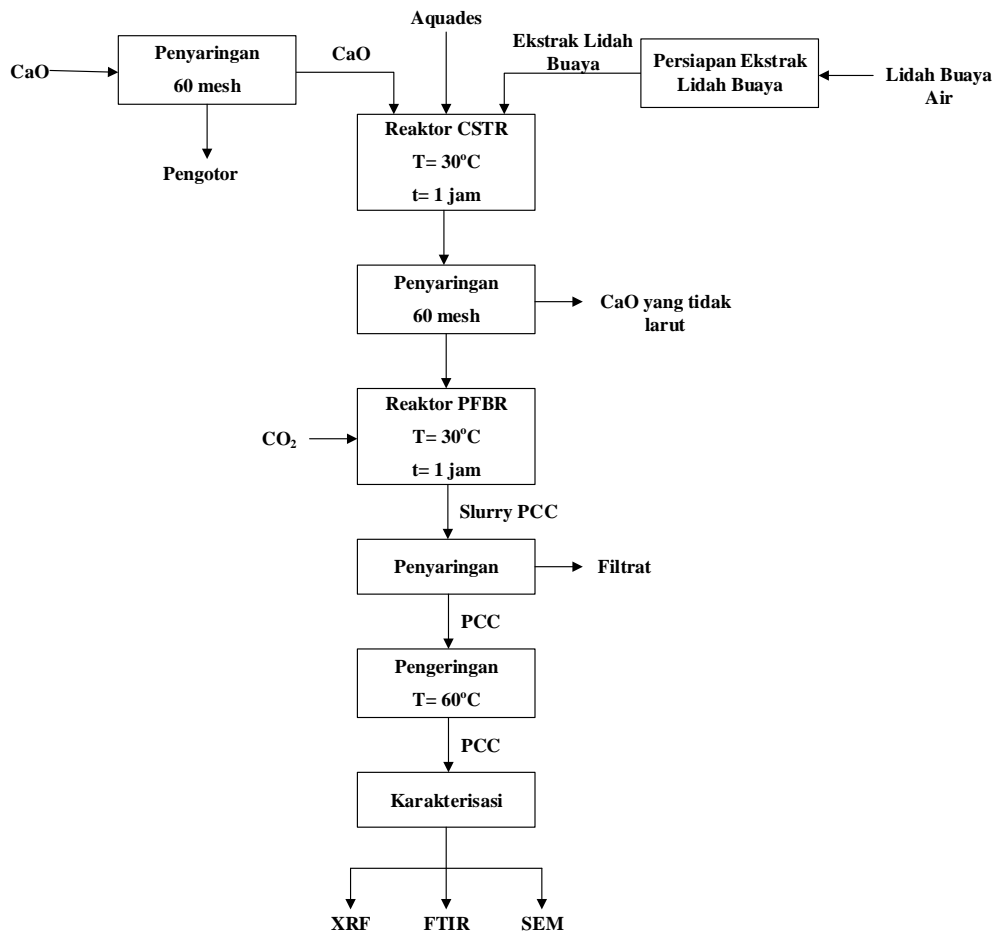 Aquades
CaO
Penyaringan
60 mesh
CaO
Ekstrak Lidah
Buaya
Persiapan Ekstrak
Lidah Buaya
Lidah Buaya
Air
Pengotor
Reaktor CSTR
T= 30°C
t= 1 jam
Penyaringan
60 mesh
CaO yang tidak
larut
CO₂
Reaktor PFBR
T= 30°C
t= 1 jam
Slurry PCC
Penyaringan
Filtrat
PCC
Pengeringan
T= 60°C
PCC
Karakterisasi
XRF
FTIR
SEM